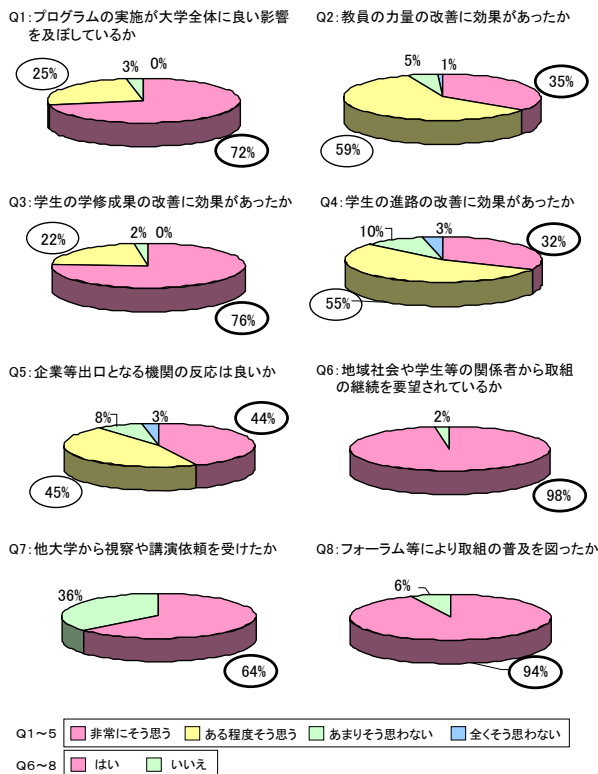 Q1:プログラムの実施が大学全体に良い影響
を及ぼしているか
25%
3%
0%
72%
Q2:教員の力量の改善に効果があったか
5%
1%
35%
59%
Q3:学生の学修成果の改善に効果があったか
22%
2%
0%
76%
Q4:学生の進路の改善に効果があったか
10%
3%
32%
55%
Q5:企業等出口となる機関の反応は良いか
8%
3%
44%
45%
Q6:地域社会や学生等の関係者から取組
の継続を要望されているか
2%
98%
Q7:他大学から視察や講演依頼を受けたか
36%
64%
Q8:フォーラム等により取組の普及を図ったか
6%
94%
Q1~5 非常にそう思う ある程度そう思う あまりそう思わない 全くそう思わない
Q6~8 はい いいえ